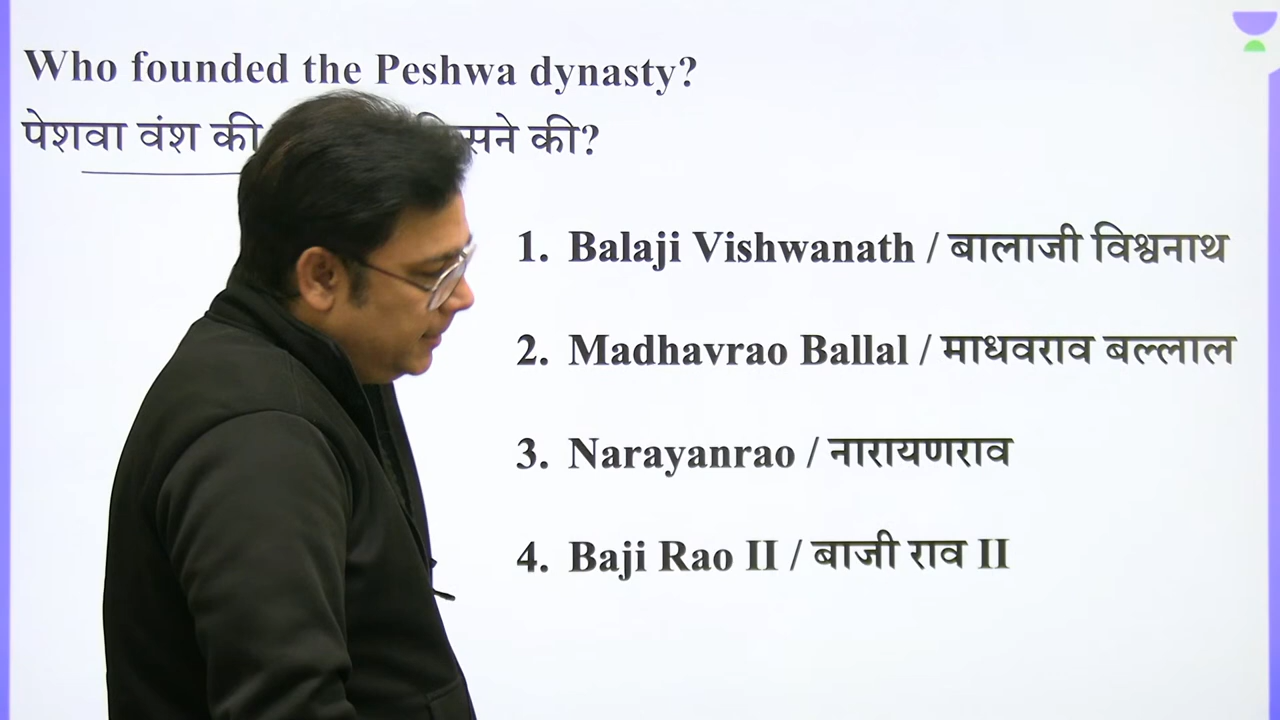 Who founded the Peshwa dynasty?
पेशवा वंश की की?
1. Balaji Vishwanath / बालाजी विश्वनाथ
2. Madhavrao Ballal / माधवराव बल्लाल
3. Narayanrao / नारायणराव
4. Baji Rao II / बाजी राव II